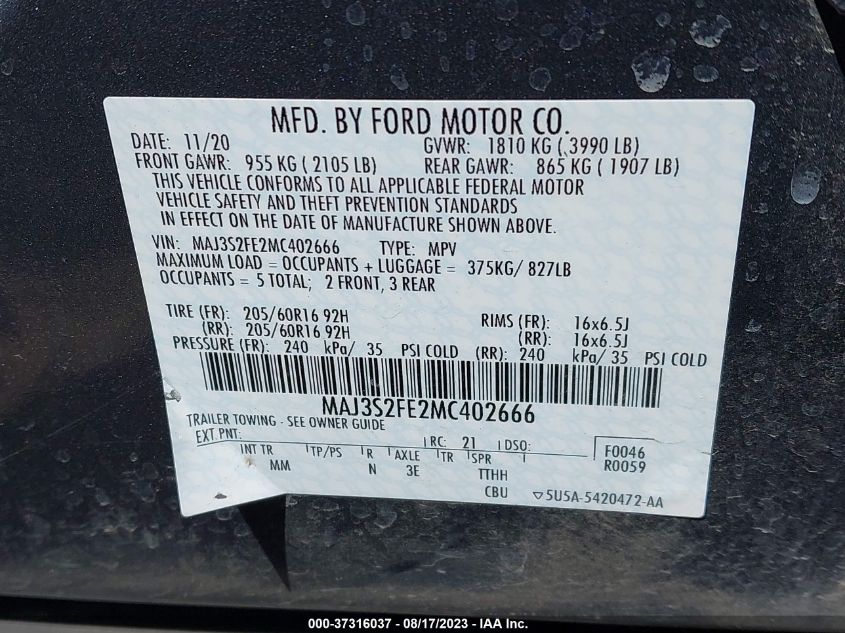 MFD. BY FORD MOTOR CO.
DATE: 11/20 GVWR: 1810 KG ( 3990 LB)
FRONT GAWR: 955 KG ( 2105 LB) REAR GAWR: 865 KG ( 1907 LB)
THIS VEHICLE CONFORMS TO ALL APPLICABLE FEDERAL MOTOR
VEHICLE SAFETY AND THEFT PREVENTION STANDARDS
IN EFFECT ON THE DATE OF MANUFACTURE SHOWN ABOVE.
VIN: MAJ3S2FE2MC402666 TYPE: MPV
MAXIMUM LOAD = OCCUPANTS + LUGGAGE = 375KG/ 827LB
OCCUPANTS = 5 TOTAL; 2 FRONT, 3 REAR
TIRE (FR): 205/60R16 92H RIMS (FR): 16x6.5J
(RR): 205/60R16 92H (RR): 16x6.5J
PRESSURE (FR): 240 kPa/ 35 PSI COLD (RR): 240 kPa/ 35 PSI COLD
MAJ3S2FE2MC402666
TRAILER TOWING - SEE OWNER GUIDE
EXT PNT: RC: 21 DSO: F0046
INT TR TP/PS R AXLE TR SPR R0059
MM N 3E TTHH
CBU ▽5U5A-5420472-AA
000-37316037 - 08/17/2023 - IAA Inc.